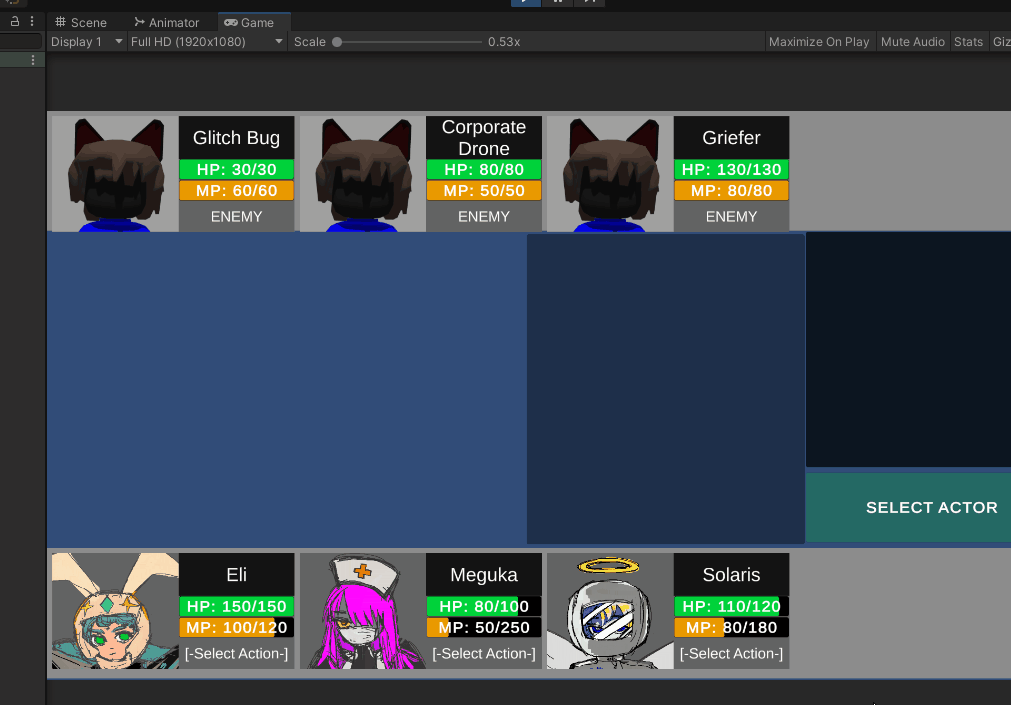 Scene Animator Game
Display 1 Full HD (1920x1080) Scale 0.53x Maximize On Play Mute Audio Stats Giz
Glitch Bug
HP: 30/30
MP: 60/60
ENEMY
Corporate
Drone
HP: 80/80
MP: 50/50
ENEMY
Griefer
HP: 130/130
MP: 80/80
ENEMY
SELECT ACTOR
Eli
HP: 150/150
MP: 100/120
[-Select Action-]
Meguka
HP: 80/100
MP: 50/250
[-Select Action-]
Solaris
HP: 110/120
MP: 80/180
[-Select Action-]